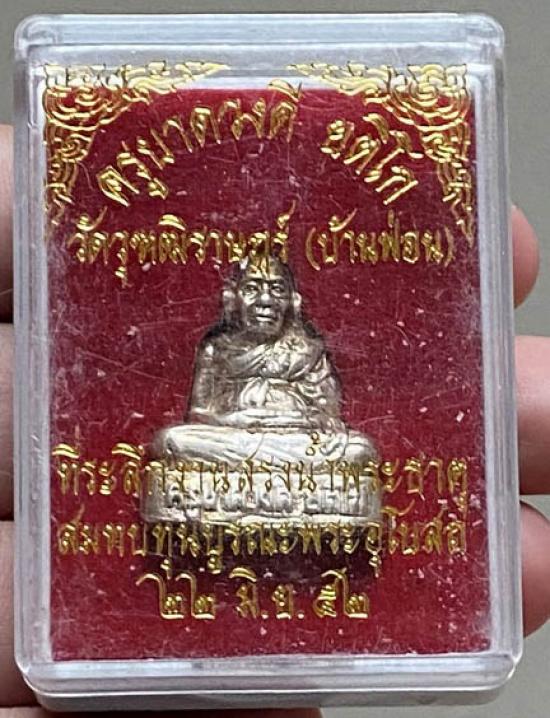 ครูบาดวงดี ยติโก
วัดวุฑฒิราษฎร์ (บ้านฟ่อน)
ที่ระลึกงานสรงน้ำพระธาตุ
สมทบทุนบูรณะพระอุโบสถ
๒๒ มิ.ย. ๕๒